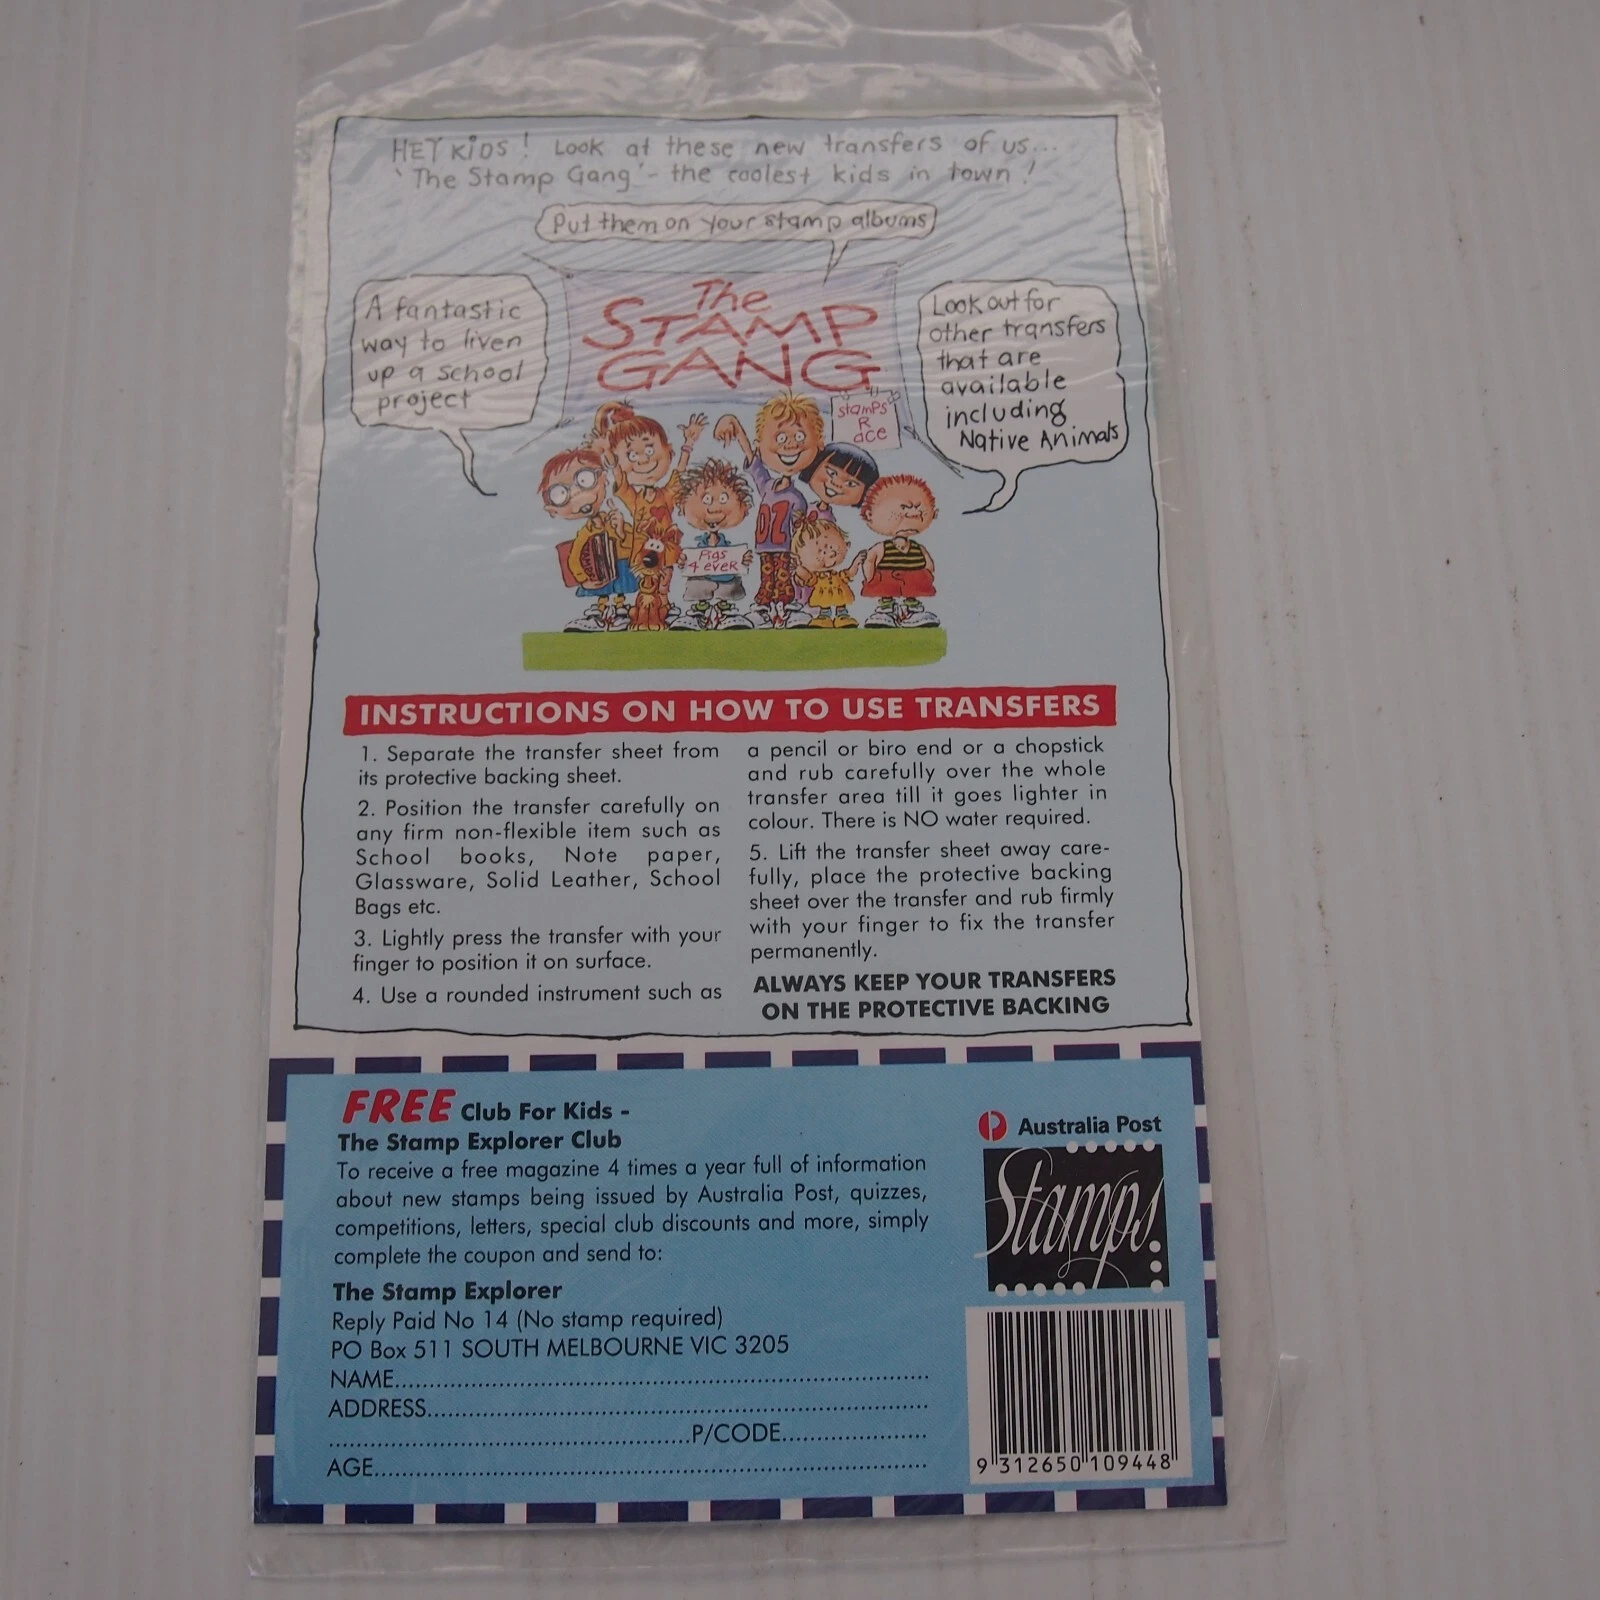 HEY KIDS! Look at these new transfers of us...
'The Stamp Gang' - the coolest kids in town!
Put them on your stamp albums
A fantastic
way to liven
up a school
project
The
STAMP
GANG
Look out for
other transfers
that are
available
including
Native Animals
stamps
R
ace
OZ
Pigs
4 ever
INSTRUCTIONS ON HOW TO USE TRANSFERS
1. Separate the transfer sheet from
its protective backing sheet.
2. Position the transfer carefully on
any firm non-flexible item such as
School books, Note paper,
Glassware, Solid Leather, School
Bags etc.
3. Lightly press the transfer with your
finger to position it on surface.
4. Use a rounded instrument such as
a pencil or biro end or a chopstick
and rub carefully over the whole
transfer area till it goes lighter in
colour. There is NO water required.
5. Lift the transfer sheet away care-
fully, place the protective backing
sheet over the transfer and rub firmly
with your finger to fix the transfer
permanently.
ALWAYS KEEP YOUR TRANSFERS
ON THE PROTECTIVE BACKING
FREE Club For Kids -
The Stamp Explorer Club
To receive a free magazine 4 times a year full of information
about new stamps being issued by Australia Post, quizzes,
competitions, letters, special club discounts and more, simply
complete the coupon and send to:
The Stamp Explorer
Reply Paid No 14 (No stamp required)
PO Box 511 SOUTH MELBOURNE VIC 3205
NAME
ADDRESS
P/CODE
AGE
Australia Post
Stamps
9 312650 109448